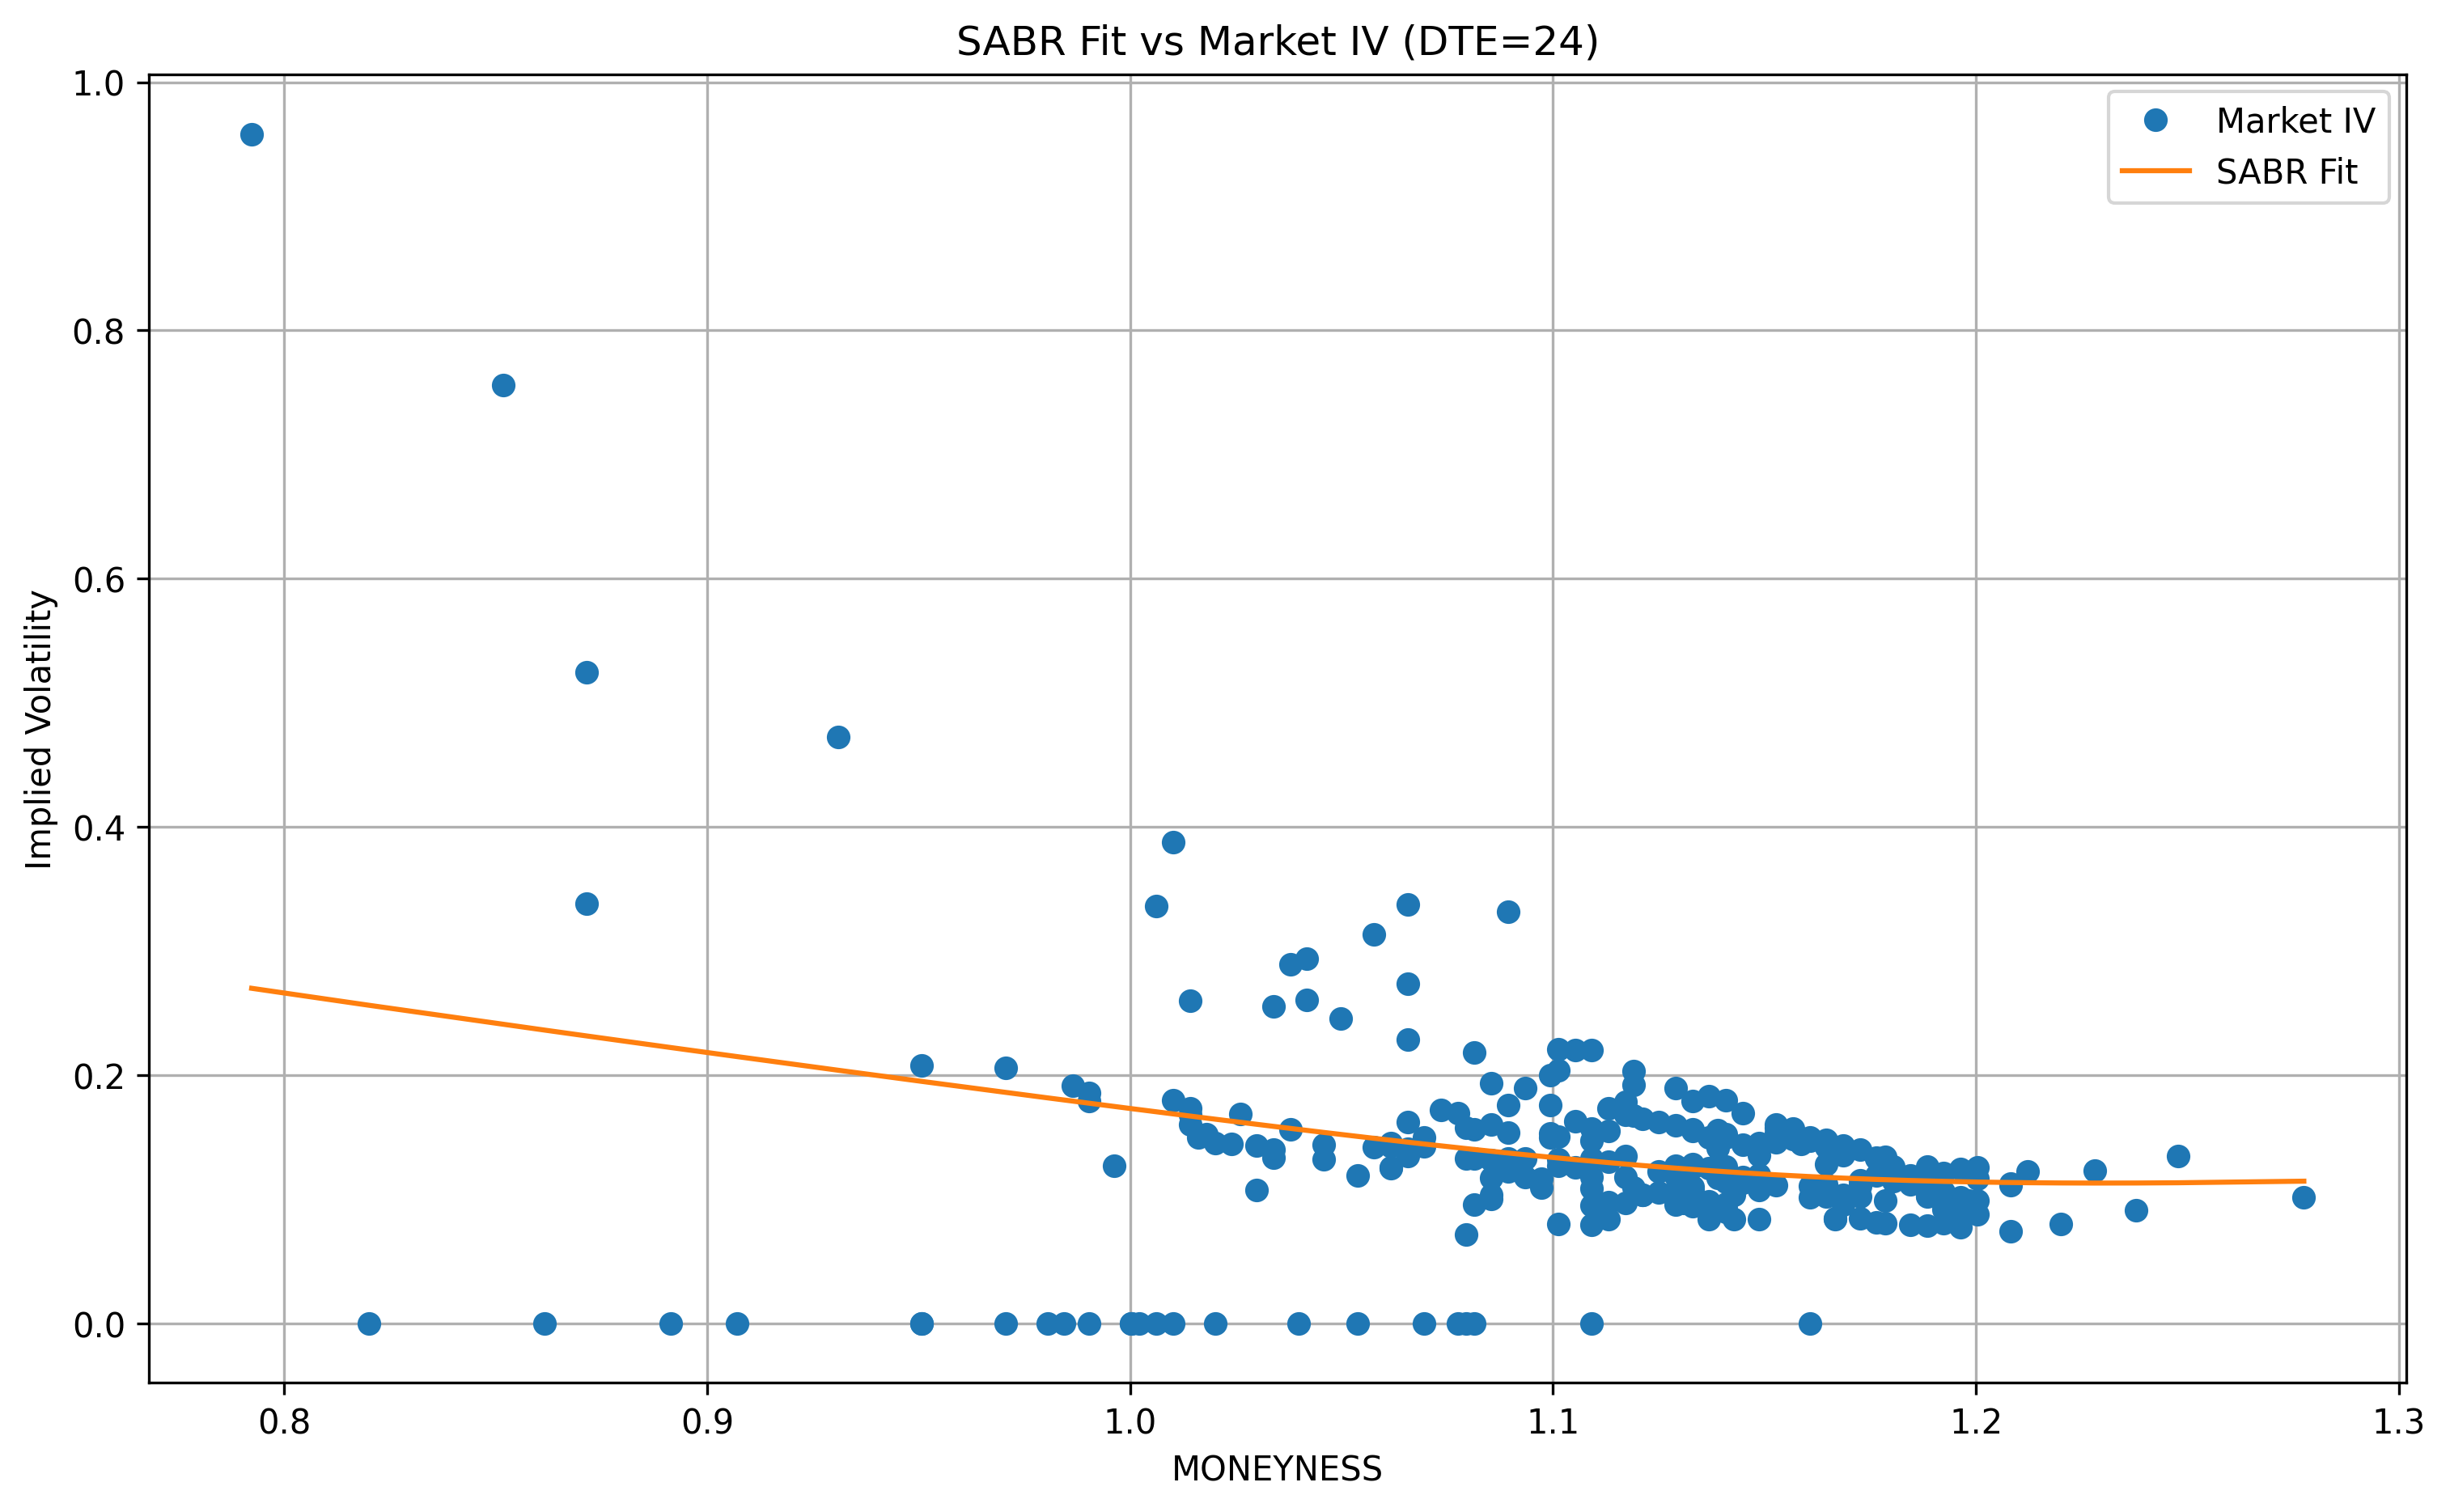 SABR Fit vs Market IV (DTE=24)
Market IV
SABR Fit
Implied Volatility
1.0
0.8
0.6
0.4
0.2
0.0
0.8 0.9 1.0 1.1 1.2 1.3
MONEYNESS